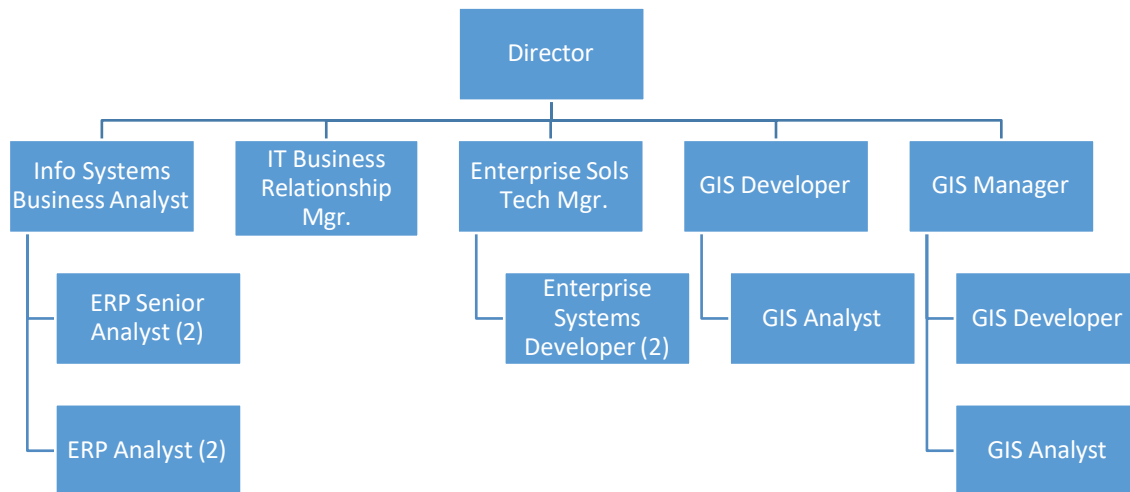 Director
Info Systems
Business Analyst
IT Business
Relationship
Mgr.
Enterprise Sols
Tech Mgr.
GIS Developer
GIS Manager
ERP Senior
Analyst (2)
Enterprise
Systems
Developer (2)
GIS Analyst
GIS Developer
ERP Analyst (2)
GIS Analyst